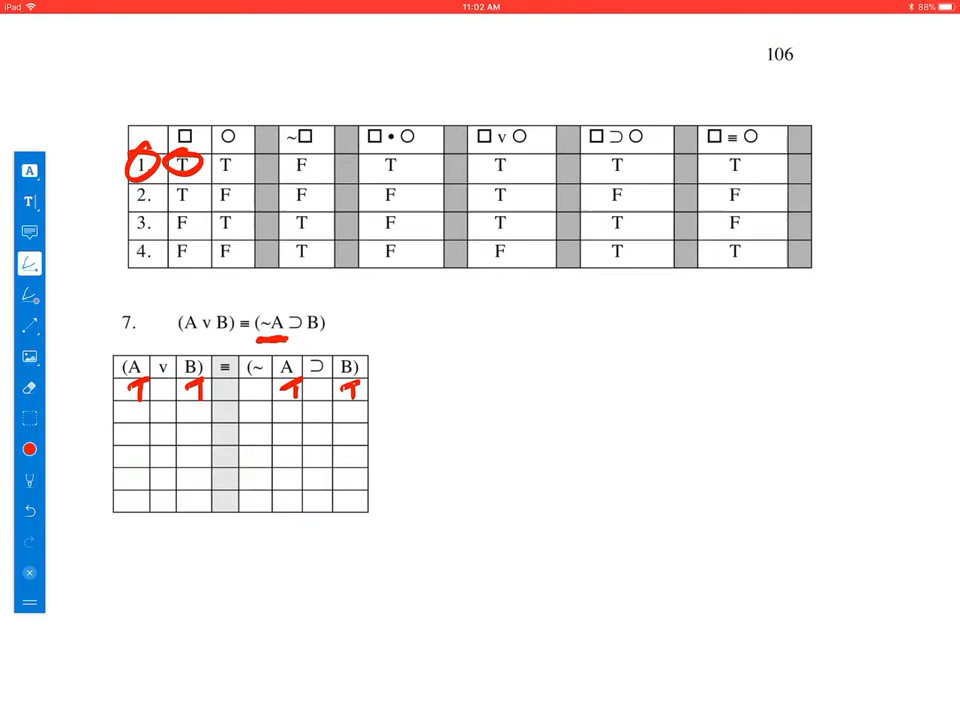 iPad 11:02 AM 88%
106
□ ○ ~□ □ • ○ □ v ○ □ ⊃ ○ □ ≡ ○
1. T T F T T T T
2. T F F F T F F
3. F T T F T T F
4. F F T F F T T
7. (A v B) ≡ (~A ⊃ B)
(A v B) ≡ (~ A ⊃ B)
T T T T
A
T